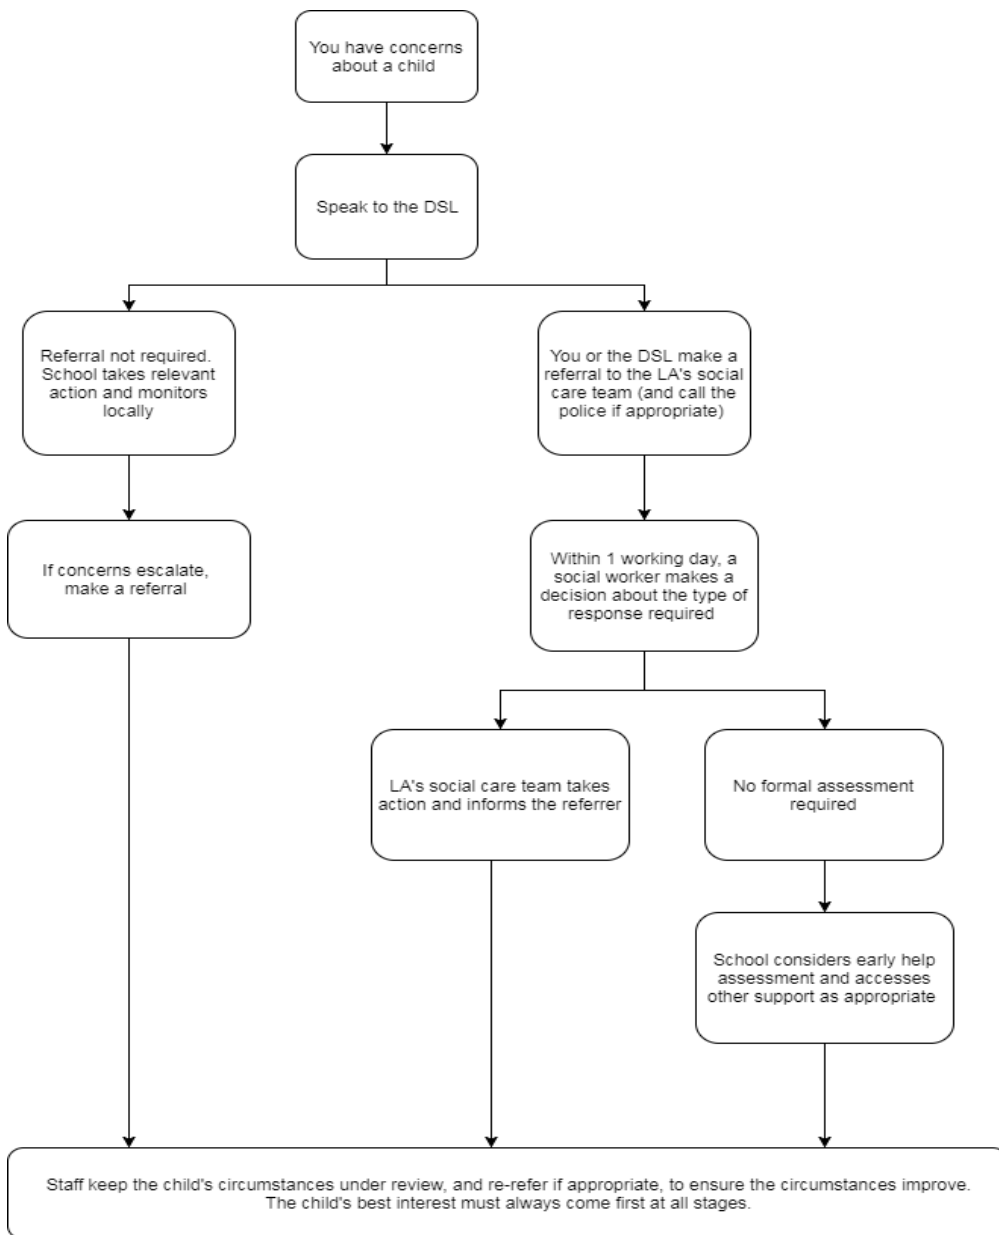 You have concerns
about a child
Speak to the DSL
Referral not required.
School takes relevant
action and monitors
locally
You or the DSL make a
referral to the LA's social
care team (and call the
police if appropriate)
If concerns escalate,
make a referral
Within 1 working day, a
social worker makes a
decision about the type of
response required
LA's social care team takes
action and informs the referrer
No formal assessment
required
School considers early help
assessment and accesses
other support as appropriate
Staff keep the child's circumstances under review, and re-refer if appropriate, to ensure the circumstances improve.
The child's best interest must always come first at all stages.